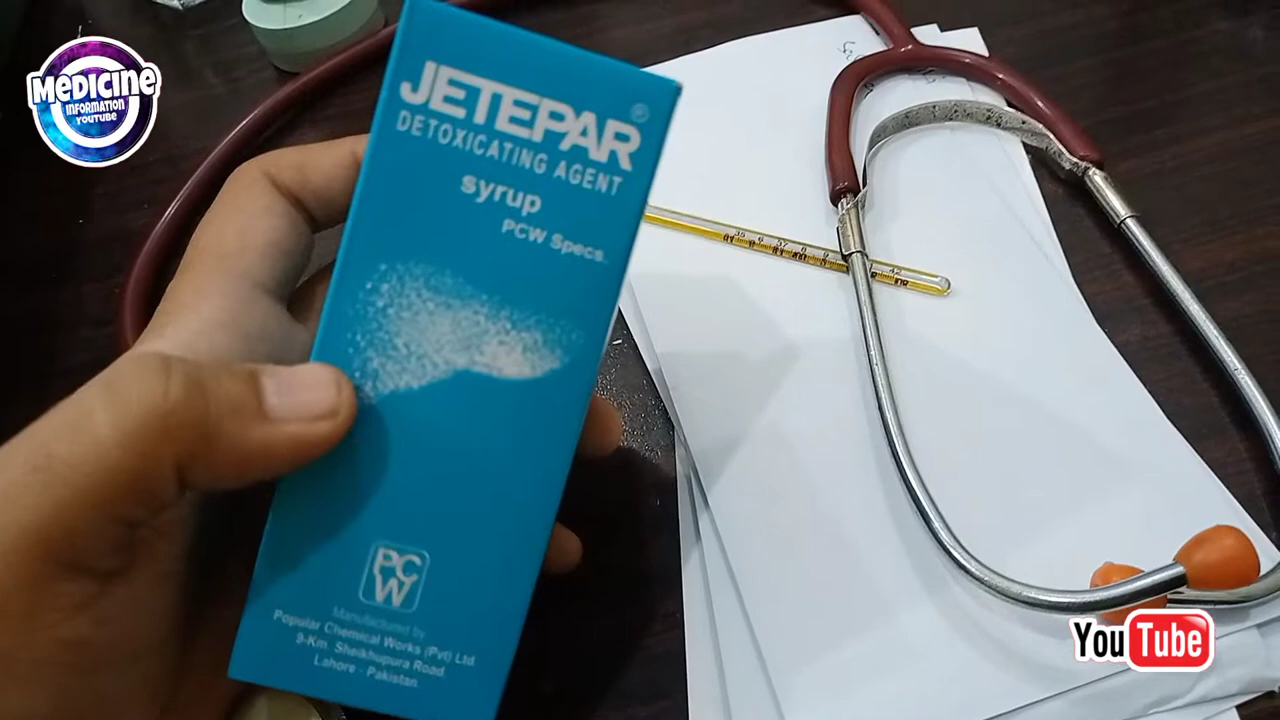 MEDICINE
INFORMATION
YOUTUBE
JETEPAR®
DETOXICATING AGENT
syrup
PCW Specs.
PCW
Manufactured by
Popular Chemical Works (Pvt) Ltd.
9-Km. Sheikhupura Road
Lahore - Pakistan.
YouTube